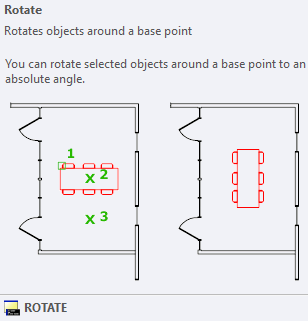 Rotate
Rotates objects around a base point
You can rotate selected objects around a base point to an
absolute angle.
1
x 2
x 3
ROTATE